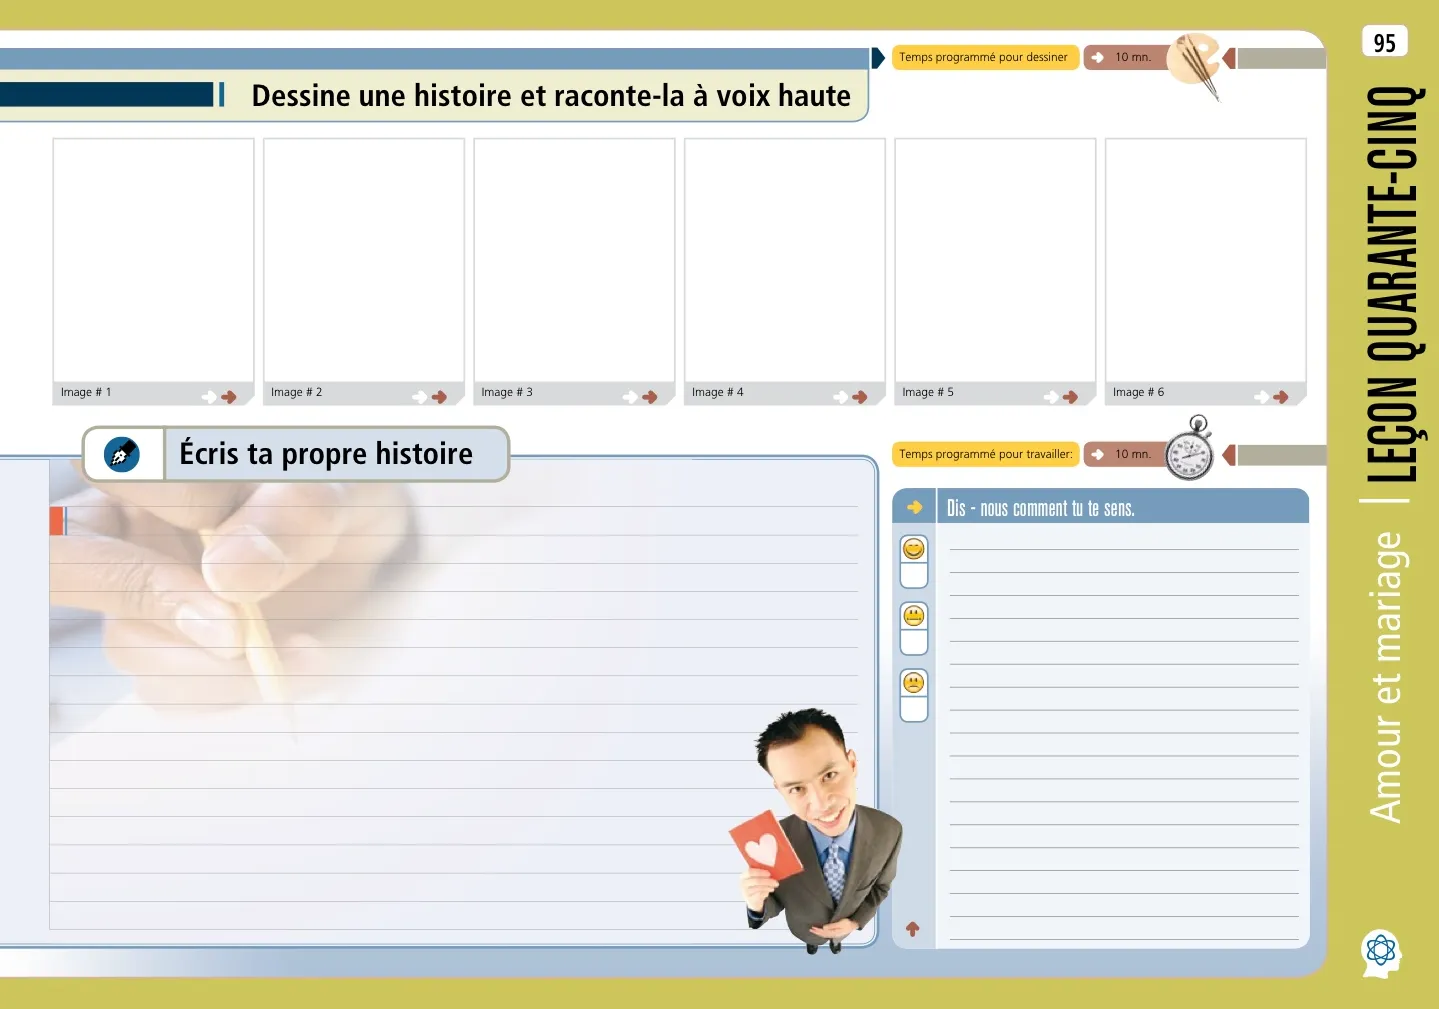 Temps programmé pour dessiner
10 mn.
95
Dessine une histoire et raconte-la à voix haute
Image # 1
Image # 2
Image # 3
Image # 4
Image # 5
Image # 6
Écris ta propre histoire
Temps programmé pour travailler:
10 mn.
Dis - nous comment tu te sens.
LEÇON QUARANTE-CINQ
Amour et mariage